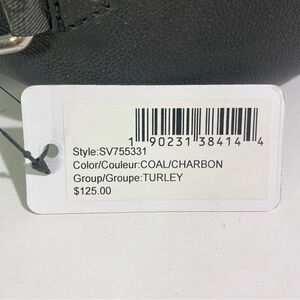 1 90231 38414 4
Style:SV755331
Color/Couleur:COAL/CHARBON
Group/Groupe:TURLEY
$125.00